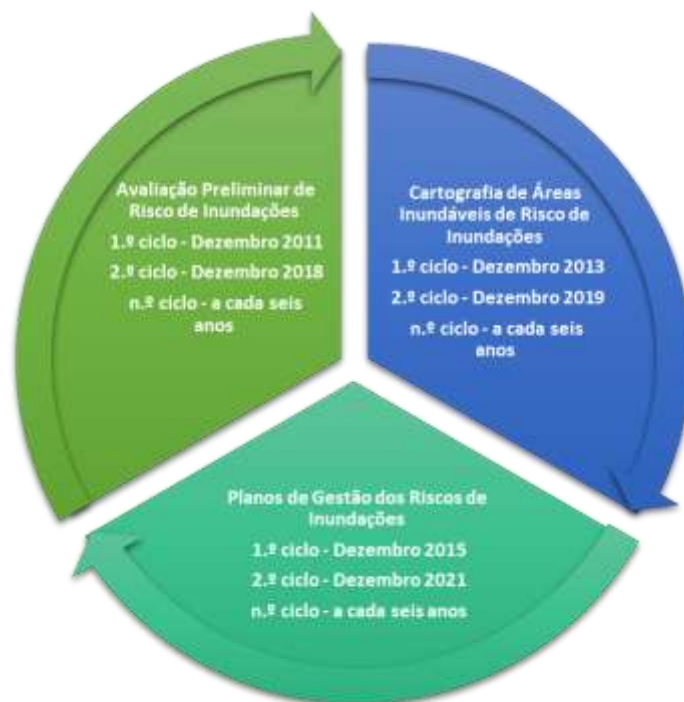 Avaliação Preliminar de
Risco de Inundações
1.º ciclo - Dezembro 2011
2.º ciclo - Dezembro 2018
n.º ciclo - a cada seis
anos
Cartografia de Áreas
Inundáveis de Risco de
Inundações
1.º ciclo - Dezembro 2013
2.º ciclo - Dezembro 2019
n.º ciclo - a cada seis
anos
Planos de Gestão dos Riscos de
Inundações
1.º ciclo - Dezembro 2015
2.º ciclo - Dezembro 2021
n.º ciclo - a cada seis anos